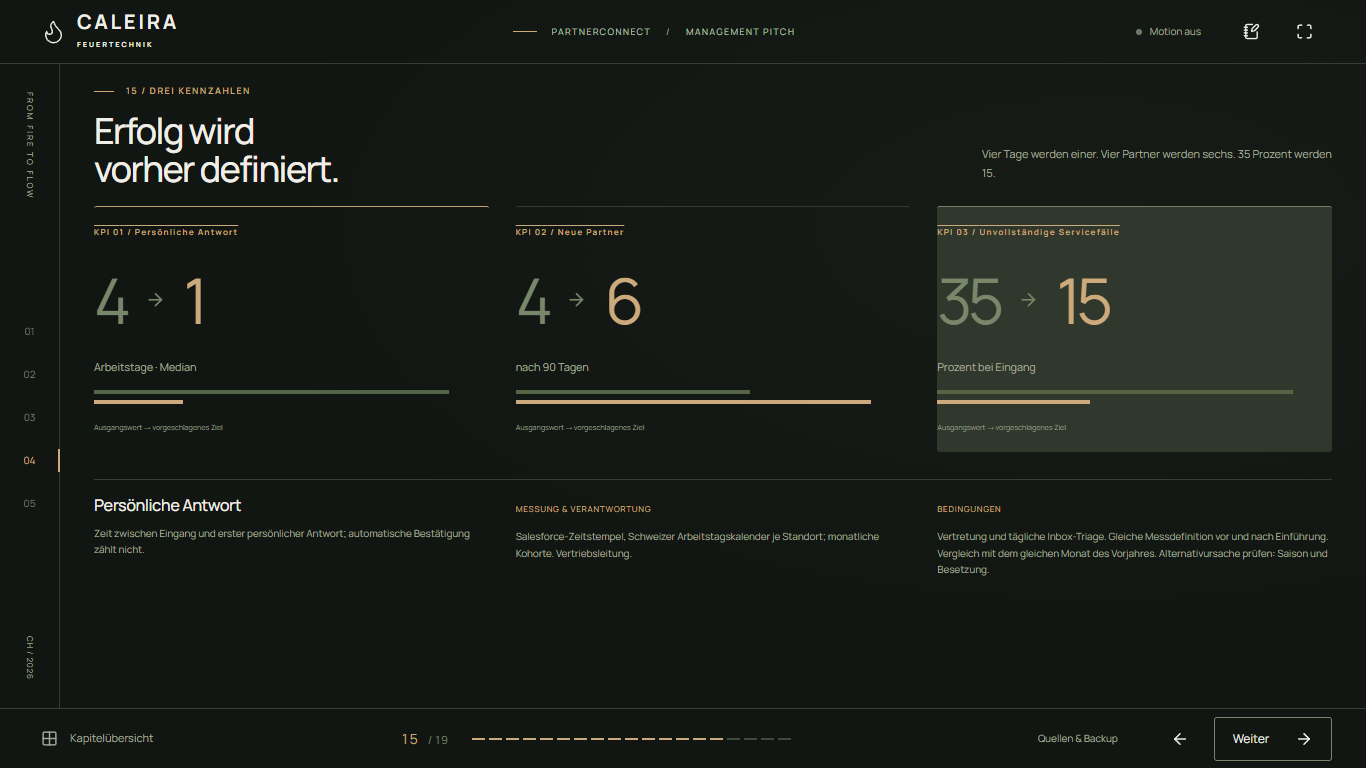 CALEIRA
FEUERTECHNIK
PARTNERCONNECT / MANAGEMENT PITCH
Motion aus
FROM FIRE TO FLOW
01
02
03
04
05
CH / 2026
15 / DREI KENNZAHLEN
Erfolg wird
vorher definiert.
Vier Tage werden einer. Vier Partner werden sechs. 35 Prozent werden
15.
KPI 01 / Persönliche Antwort
4 → 1
Arbeitstage · Median
Ausgangswert → vorgeschlagenes Ziel
KPI 02 / Neue Partner
4 → 6
nach 90 Tagen
Ausgangswert → vorgeschlagenes Ziel
KPI 03 / Unvollständige Servicefälle
35 → 15
Prozent bei Eingang
Ausgangswert → vorgeschlagenes Ziel
Persönliche Antwort
Zeit zwischen Eingang und erster persönlicher Antwort; automatische Bestätigung
zählt nicht.
MESSUNG & VERANTWORTUNG
Salesforce-Zeitstempel, Schweizer Arbeitstagskalender je Standort; monatliche
Kohorte. Vertriebsleitung.
BEDINGUNGEN
Vertretung und tägliche Inbox-Triage. Gleiche Messdefinition vor und nach Einführung.
Vergleich mit dem gleichen Monat des Vorjahres. Alternativursache prüfen: Saison und
Besetzung.
Kapitelübersicht
15 / 19
Quellen & Backup
Weiter